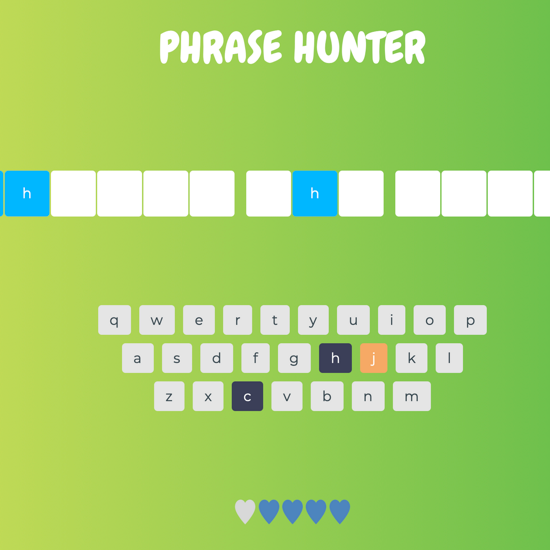 PHRASE HUNTER
h h
q w e r t y u i o p
a s d f g h j k l
z x c v b n m